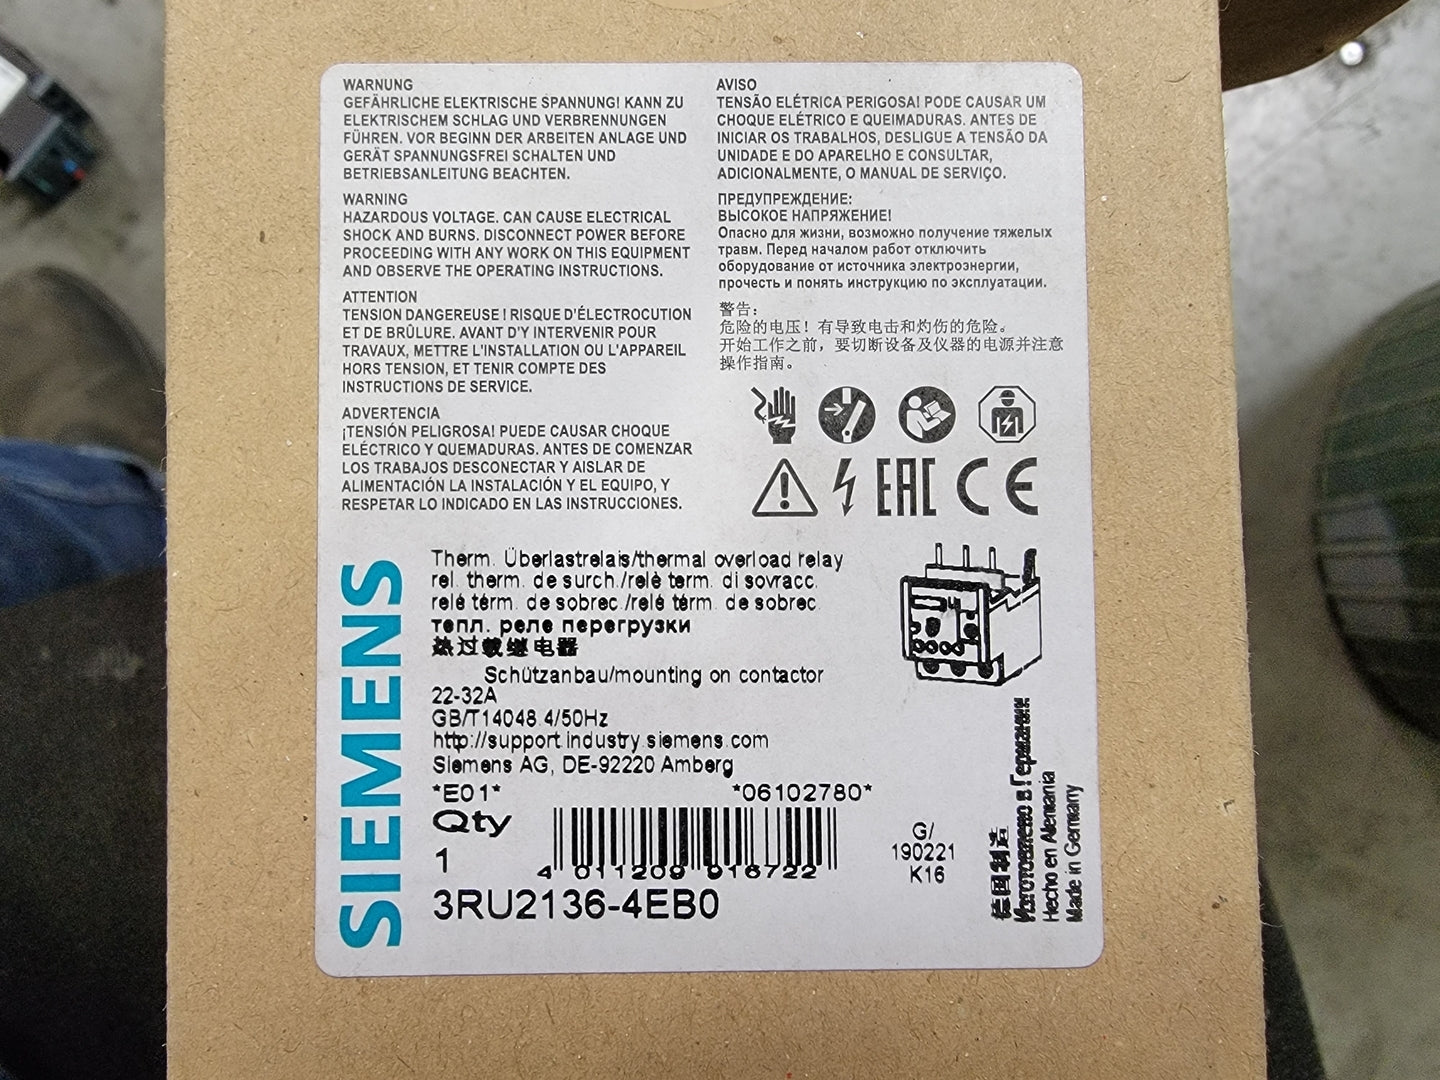 WARNUNG
GEFÄHRLICHE ELEKTRISCHE SPANNUNG! KANN ZU
ELEKTRISCHEM SCHLAG UND VERBRENNUNGEN
FÜHREN. VOR BEGINN DER ARBEITEN ANLAGE UND
GERÄT SPANNUNGSFREI SCHALTEN UND
BETRIEBSANLEITUNG BEACHTEN.
WARNING
HAZARDOUS VOLTAGE. CAN CAUSE ELECTRICAL
SHOCK AND BURNS. DISCONNECT POWER BEFORE
PROCEEDING WITH ANY WORK ON THIS EQUIPMENT
AND OBSERVE THE OPERATING INSTRUCTIONS.
ATTENTION
TENSION DANGEREUSE ! RISQUE D'ÉLECTROCUTION
ET DE BRÛLURE. AVANT D'Y INTERVENIR POUR
TRAVAUX, METTRE L'INSTALLATION OU L'APPAREIL
HORS TENSION, ET TENIR COMPTE DES
INSTRUCTIONS DE SERVICE.
ADVERTENCIA
¡TENSIÓN PELIGROSA! PUEDE CAUSAR CHOQUE
ELÉCTRICO Y QUEMADURAS. ANTES DE COMENZAR
LOS TRABAJOS DESCONECTAR Y AISLAR DE
ALIMENTACIÓN LA INSTALACIÓN Y EL EQUIPO, Y
RESPETAR LO INDICADO EN LAS INSTRUCCIONES.
AVISO
TENSÃO ELÉTRICA PERIGOSA! PODE CAUSAR UM
CHOQUE ELÉTRICO E QUEIMADURAS. ANTES DE
INICIAR OS TRABALHOS, DESLIGUE A TENSÃO DA
UNIDADE E DO APARELHO E CONSULTAR,
ADICIONALMENTE, O MANUAL DE SERVIÇO.
ПРЕДУПРЕЖДЕНИЕ:
ВЫСОКОЕ НАПРЯЖЕНИЕ!
Опасно для жизни, возможно получение тяжелых
травм. Перед началом работ отключить
оборудование от источника электроэнергии,
прочесть и понять инструкцию по эксплуатации.
警告：
危险的电压！有导致电击和灼伤的危险。
开始工作之前，要切断设备及仪器的电源并注意
操作指南。
EAC CE
SIEMENS
Therm. Überlastrelais/thermal overload relay
rel. therm. de surch./relè term. di sovracc.
relé térm. de sobrec./relé térm. de sobrec.
тепл. реле перегрузки
热过载继电器
Schützanbau/mounting on contactor
22-32A
GB/T14048.4/50Hz
http://support.industry.siemens.com
Siemens AG, DE-92220 Amberg
*E01* *06102780*
Qty
1
4 011209 916722
3RU2136-4EB0
G/
190221
K16
德国制造
Изготовлено в Германии
Hecho en Alemania
Made in Germany